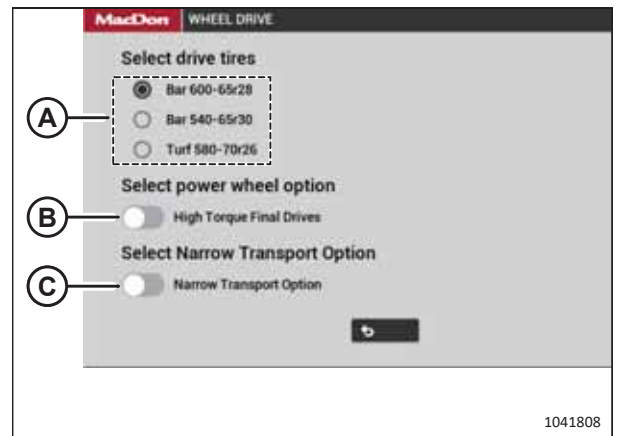 MacDon WHEEL DRIVE
Select drive tires
A
Bar 600-65r28
Bar 540-65r30
Turf 580-70r26
Select power wheel option
B
High Torque Final Drives
Select Narrow Transport Option
C
Narrow Transport Option
1041808